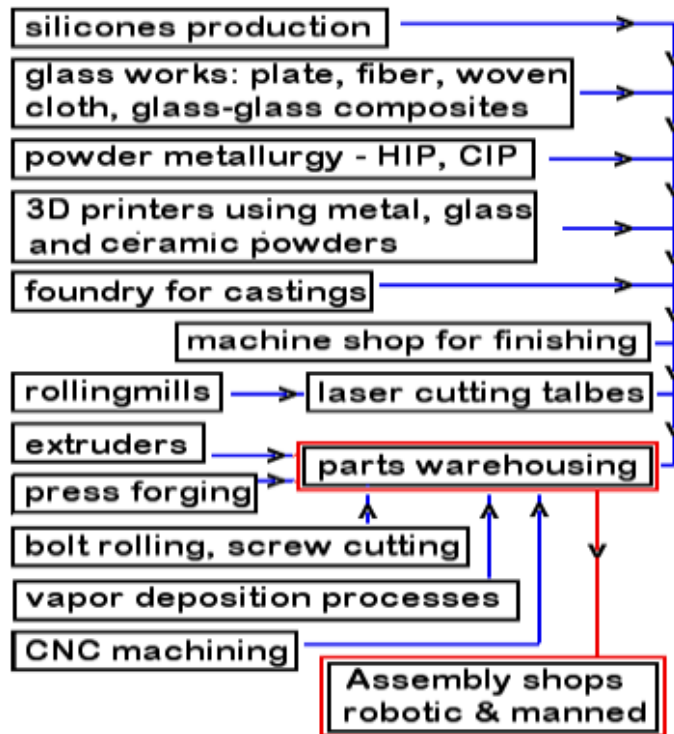 silicones production
glass works: plate, fiber, woven
cloth, glass-glass composites
powder metallurgy - HIP, CIP
3D printers using metal, glass
and ceramic powders
foundry for castings
machine shop for finishing
rollingmills
laser cutting talbes
extruders
parts warehousing
press forging
bolt rolling, screw cutting
vapor deposition processes
CNC machining
Assembly shops
robotic & manned